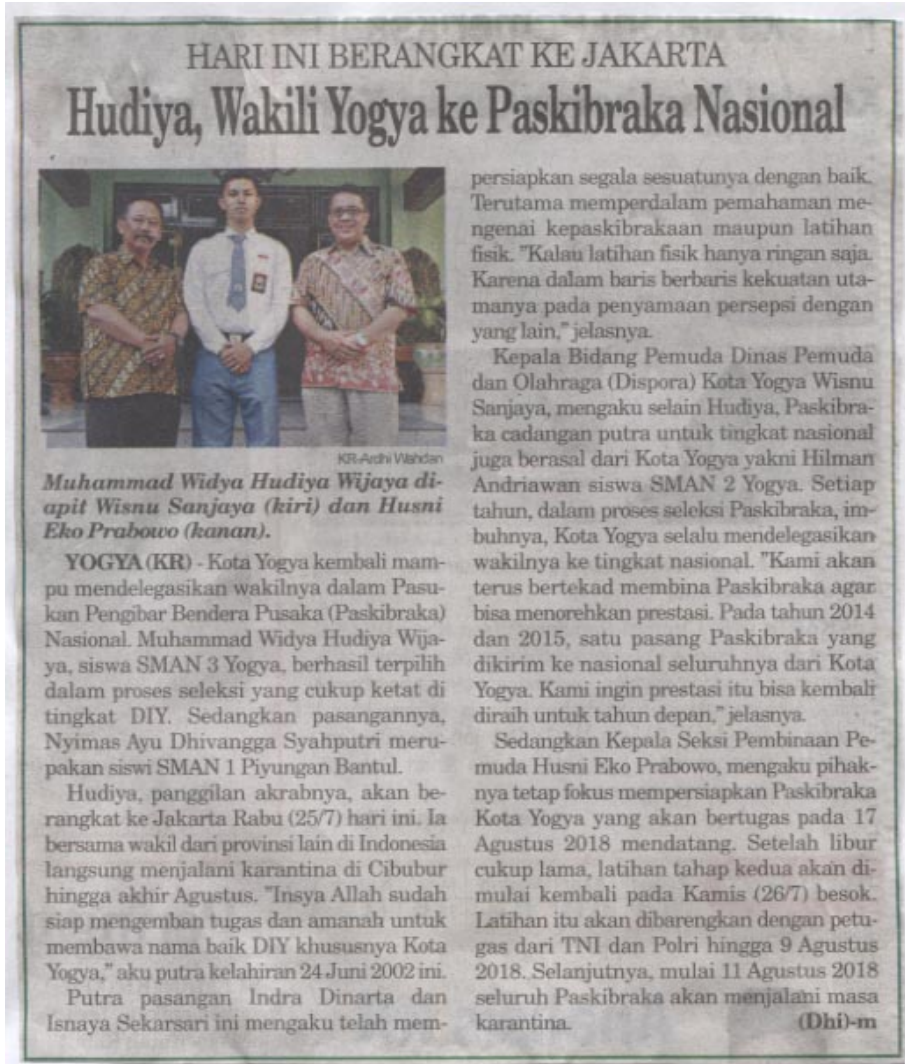 HARI INI BERANGKAT KE JAKARTA
Hudiya, Wakili Yogya ke Paskibraka Nasional
KR-Ardhi Wahdan
Muhammad Widya Hudiya Wijaya di-
apit Wisnu Sanjaya (kiri) dan Husni
Eko Prabowo (kanan).
YOGYA (KR) - Kota Yogya kembali mam-
pu mendelegasikan wakilnya dalam Pasu-
kan Pengibar Bendera Pusaka (Paskibraka)
Nasional. Muhammad Widya Hudiya Wija-
ya, siswa SMAN 3 Yogya, berhasil terpilih
dalam proses seleksi yang cukup ketat di
tingkat DIY. Sedangkan pasangannya,
Nyimas Ayu Dhivangga Syahputri meru-
pakan siswi SMAN 1 Piyungan Bantul.
Hudiya, panggilan akrabnya, akan be-
rangkat ke Jakarta Rabu (25/7) hari ini. Ia
bersama wakil dari provinsi lain di Indonesia
langsung menjalani karantina di Cibubur
hingga akhir Agustus. "Insya Allah sudah
siap mengemban tugas dan amanah untuk
membawa nama baik DIY khususnya Kota
Yogya," aku putra kelahiran 24 Juni 2002 ini.
Putra pasangan Indra Dinarta dan
Isnaya Sekarsari ini mengaku telah mem-
persiapkan segala sesuatunya dengan baik.
Terutama memperdalam pemahaman me-
ngenai kepaskibrakaan maupun latihan
fisik. "Kalau latihan fisik hanya ringan saja.
Karena dalam baris berbaris kekuatan uta-
manya pada penyamaan persepsi dengan
yang lain," jelasnya.
Kepala Bidang Pemuda Dinas Pemuda
dan Olahraga (Dispora) Kota Yogya Wisnu
Sanjaya, mengaku selain Hudiya, Paskibra-
ka cadangan putra untuk tingkat nasional
juga berasal dari Kota Yogya yakni Hilman
Andriawan siswa SMAN 2 Yogya. Setiap
tahun, dalam proses seleksi Paskibraka, im-
buhnya, Kota Yogya selalu mendelegasikan
wakilnya ke tingkat nasional. "Kami akan
terus bertekad membina Paskibraka agar
bisa menorehkan prestasi. Pada tahun 2014
dan 2015, satu pasang Paskibraka yang
dikirim ke nasional seluruhnya dari Kota
Yogya. Kami ingin prestasi itu bisa kembali
diraih untuk tahun depan," jelasnya.
Sedangkan Kepala Seksi Pembinaan Pe-
muda Husni Eko Prabowo, mengaku pihak-
nya tetap fokus mempersiapkan Paskibraka
Kota Yogya yang akan bertugas pada 17
Agustus 2018 mendatang. Setelah libur
cukup lama, latihan tahap kedua akan di-
mulai kembali pada Kamis (26/7) besok.
Latihan itu akan dibarengkan dengan petu-
gas dari TNI dan Polri hingga 9 Agustus
2018. Selanjutnya, mulai 11 Agustus 2018
seluruh Paskibraka akan menjalani masa
karantina. (Dhi)-m